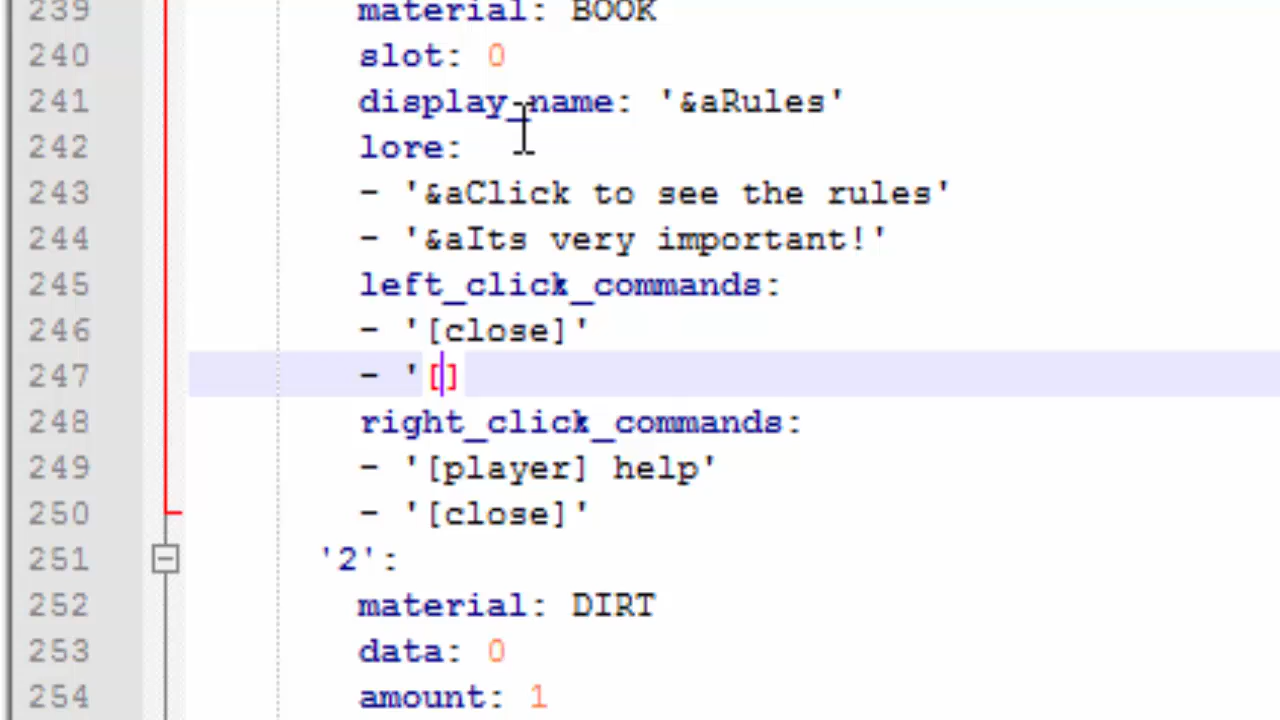 239 material: BOOK
240 slot: 0
241 display_name: '&aRules'
242 lore:
243 - '&aClick to see the rules'
244 - '&aIts very important!'
245 left_click_commands:
246 - '[close]'
247 - '[]
248 right_click_commands:
249 - '[player] help'
250 - '[close]'
251 '2':
252 material: DIRT
253 data: 0
254 amount: 1